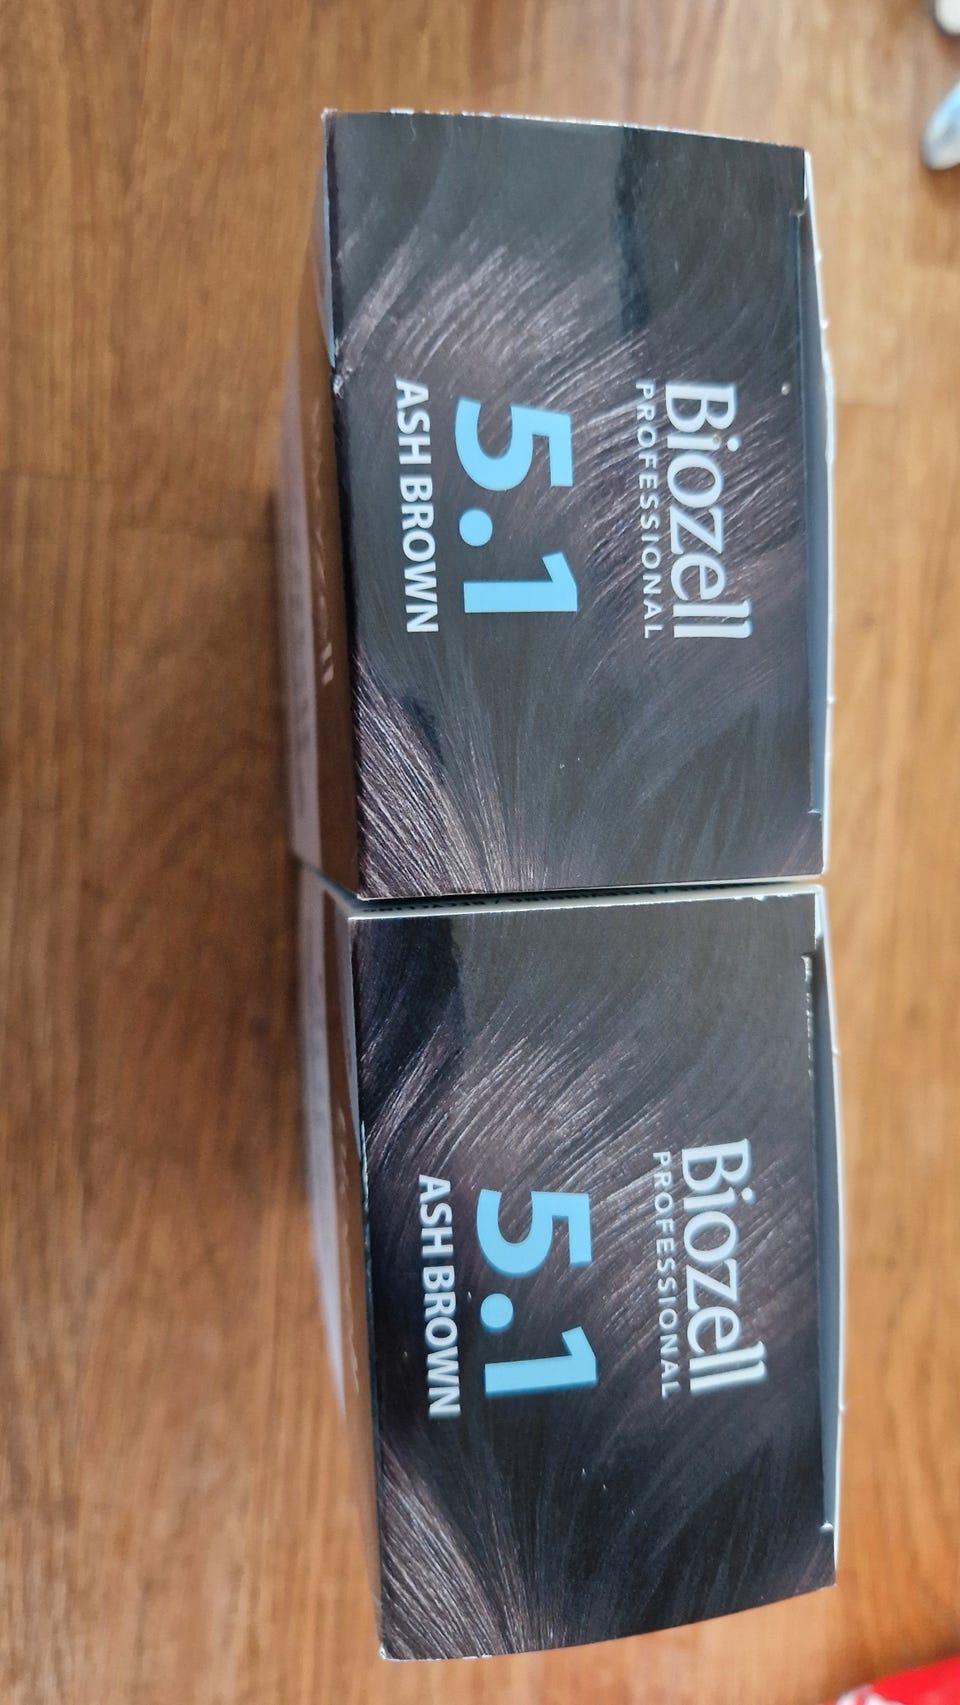 Biozell
PROFESSIONAL
5.1
ASH BROWN
Biozell
PROFESSIONAL
5.1
ASH BROWN